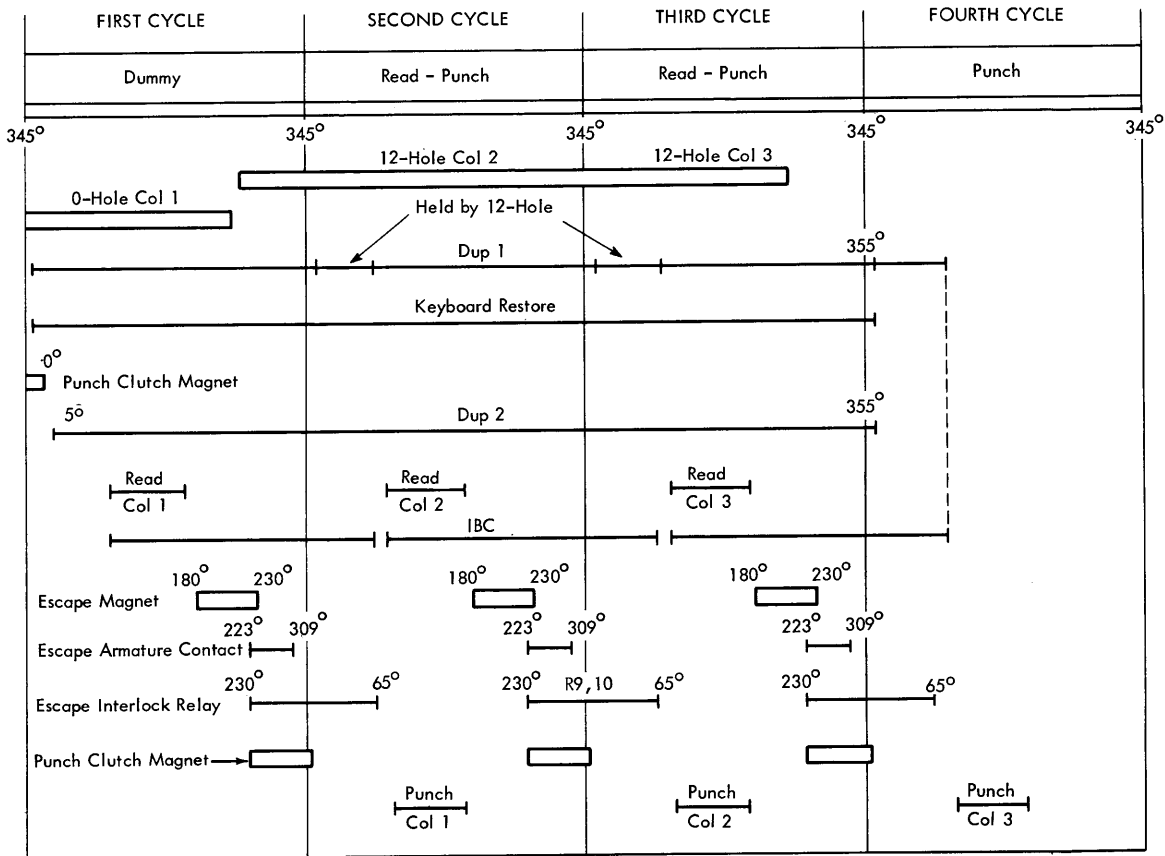 FIRST CYCLE SECOND CYCLE THIRD CYCLE FOURTH CYCLE
Dummy Read - Punch Read - Punch Punch
345° 345° 345° 345° 345°
12-Hole Col 2 12-Hole Col 3
0-Hole Col 1
Held by 12-Hole
Dup 1 355°
Keyboard Restore
0°
Punch Clutch Magnet
5° Dup 2 355°
Read Read Read
Col 1 Col 2 Col 3
IBC
180° 230° 180° 230° 180° 230°
Escape Magnet
223° 309° 223° 309° 223° 309°
Escape Armature Contact
230° 65° 230° R9,10 65° 230° 65°
Escape Interlock Relay
Punch Clutch Magnet
Punch Punch Punch
Col 1 Col 2 Col 3